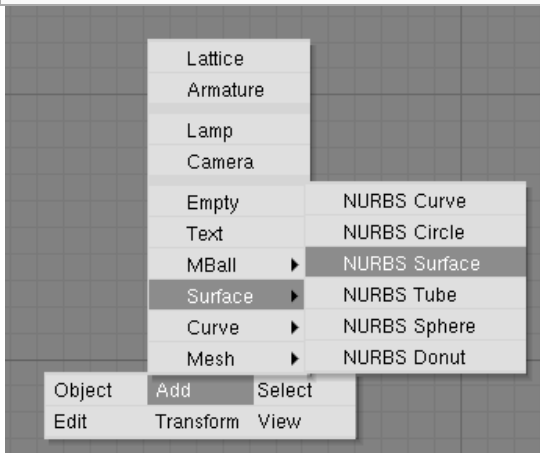 Lattice
Armature
Lamp
Camera
Empty
Text
MBall
Surface
Curve
Mesh
NURBS Curve
NURBS Circle
NURBS Surface
NURBS Tube
NURBS Sphere
NURBS Donut
Object Add Select
Edit Transform View